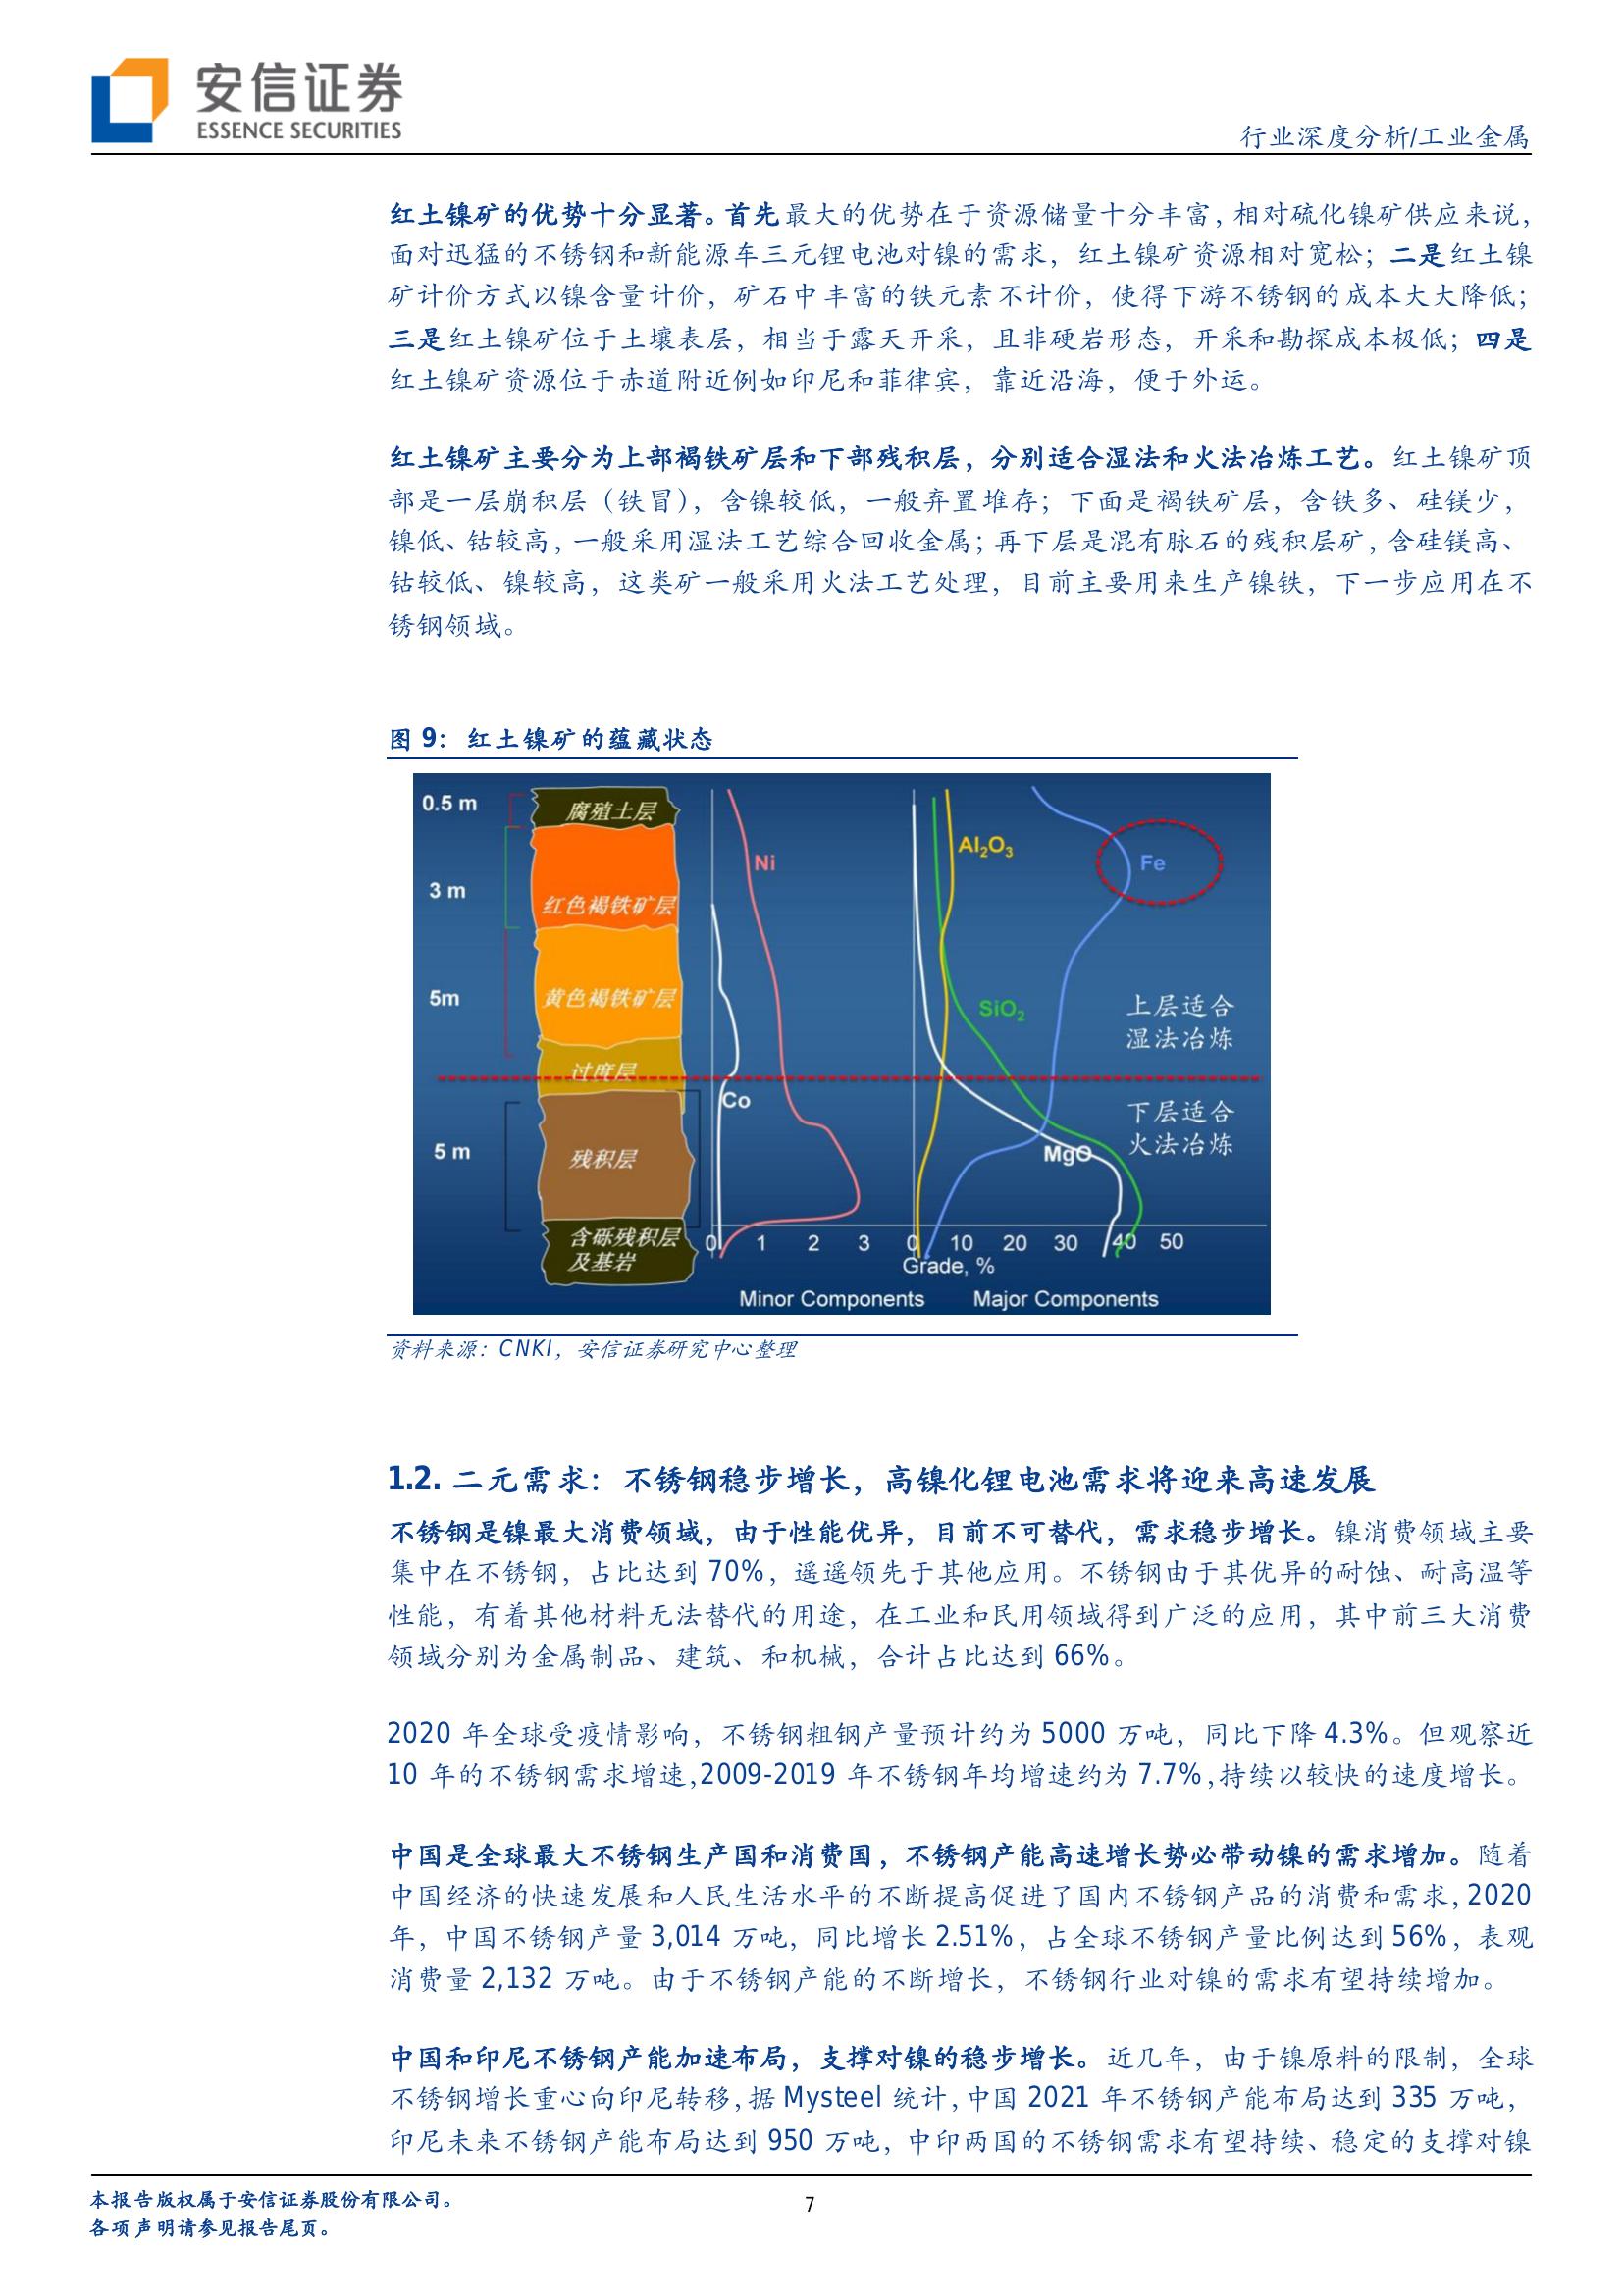 安信证券
ESSENCE SECURITIES
行业深度分析/工业金属
红土镍矿的优势十分显著。首先最大的优势在于资源储量十分丰富，相对硫化镍矿供应来说，
面对迅猛的不锈钢和新能源车三元锂电池对镍的需求，红土镍矿资源相对宽松；二是红土镍
矿计价方式以镍含量计价，矿石中丰富的铁元素不计价，使得下游不锈钢的成本大大降低；
三是红土镍矿位于土壤表层，相当于露天开采，且非硬岩形态，开采和勘探成本极低；四是
红土镍矿资源位于赤道附近例如印尼和菲律宾，靠近沿海，便于外运。
红土镍矿主要分为上部褐铁矿层和下部残积层，分别适合湿法和火法冶炼工艺。红土镍矿顶
部是一层崩积层（铁冒），含镍较低，一般弃置堆存；下面是褐铁矿层，含铁多、硅镁少，
镍低、钴较高，一般采用湿法工艺综合回收金属；再下层是混有脉石的残积层矿，含硅镁高、
钴较低、镍较高，这类矿一般采用火法工艺处理，目前主要用来生产镍铁，下一步应用在不
锈钢领域。
图 9：红土镍矿的蕴藏状态
0.5 m
腐殖土层
Ni
Al2O3
Fe
3 m
红色褐铁矿层
5m
黄色褐铁矿层
SiO2
上层适合
湿法冶炼
过度层
Co
下层适合
火法冶炼
5 m
残积层
MgO
含砾残积层
及基岩
0 1 2 3 0 10 20 30 40 50
Grade, %
Minor Components Major Components
资料来源：CNKI，安信证券研究中心整理
1.2. 二元需求：不锈钢稳步增长，高镍化锂电池需求将迎来高速发展
不锈钢是镍最大消费领域，由于性能优异，目前不可替代，需求稳步增长。镍消费领域主要
集中在不锈钢，占比达到 70%，遥遥领先于其他应用。不锈钢由于其优异的耐蚀、耐高温等
性能，有着其他材料无法替代的用途，在工业和民用领域得到广泛的应用，其中前三大消费
领域分别为金属制品、建筑、和机械，合计占比达到 66%。
2020 年全球受疫情影响，不锈钢粗钢产量预计约为 5000 万吨，同比下降 4.3%。但观察近
10 年的不锈钢需求增速，2009-2019 年不锈钢年均增速约为 7.7%，持续以较快的速度增长。
中国是全球最大不锈钢生产国和消费国，不锈钢产能高速增长势必带动镍的需求增加。随着
中国经济的快速发展和人民生活水平的不断提高促进了国内不锈钢产品的消费和需求，2020
年，中国不锈钢产量 3,014 万吨，同比增长 2.51%，占全球不锈钢产量比例达到 56%，表观
消费量 2,132 万吨。由于不锈钢产能的不断增长，不锈钢行业对镍的需求有望持续增加。
中国和印尼不锈钢产能加速布局，支撑对镍的稳步增长。近几年，由于镍原料的限制，全球
不锈钢增长重心向印尼转移，据 Mysteel 统计，中国 2021 年不锈钢产能布局达到 335 万吨，
印尼未来不锈钢产能布局达到 950 万吨，中印两国的不锈钢需求有望持续、稳定的支撑对镍
本报告版权属于安信证券股份有限公司。
各项声明请参见报告尾页。
7